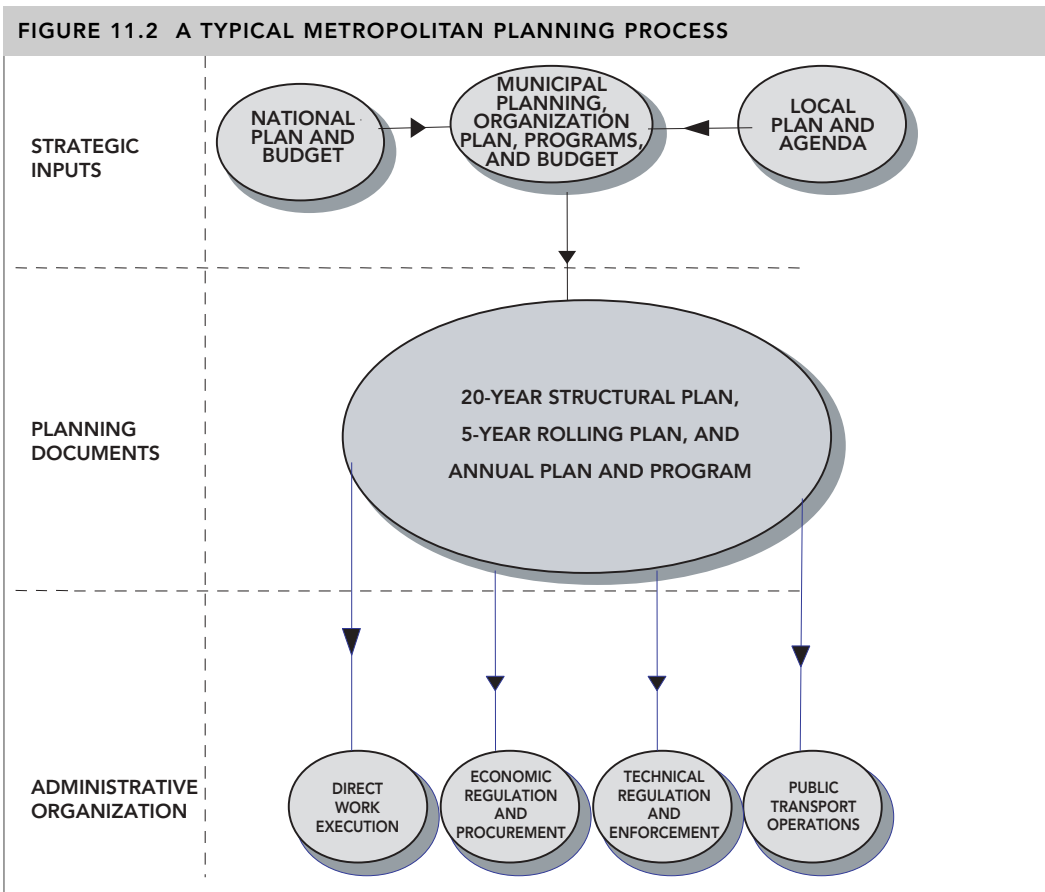 FIGURE 11.2 A TYPICAL METROPOLITAN PLANNING PROCESS
STRATEGIC
INPUTS
NATIONAL
PLAN AND
BUDGET
MUNICIPAL
PLANNING,
ORGANIZATION
PLAN, PROGRAMS,
AND BUDGET
LOCAL
PLAN AND
AGENDA
PLANNING
DOCUMENTS
20-YEAR STRUCTURAL PLAN,
5-YEAR ROLLING PLAN, AND
ANNUAL PLAN AND PROGRAM
ADMINISTRATIVE
ORGANIZATION
DIRECT
WORK
EXECUTION
ECONOMIC
REGULATION
AND
PROCUREMENT
TECHNICAL
REGULATION
AND
ENFORCEMENT
PUBLIC
TRANSPORT
OPERATIONS